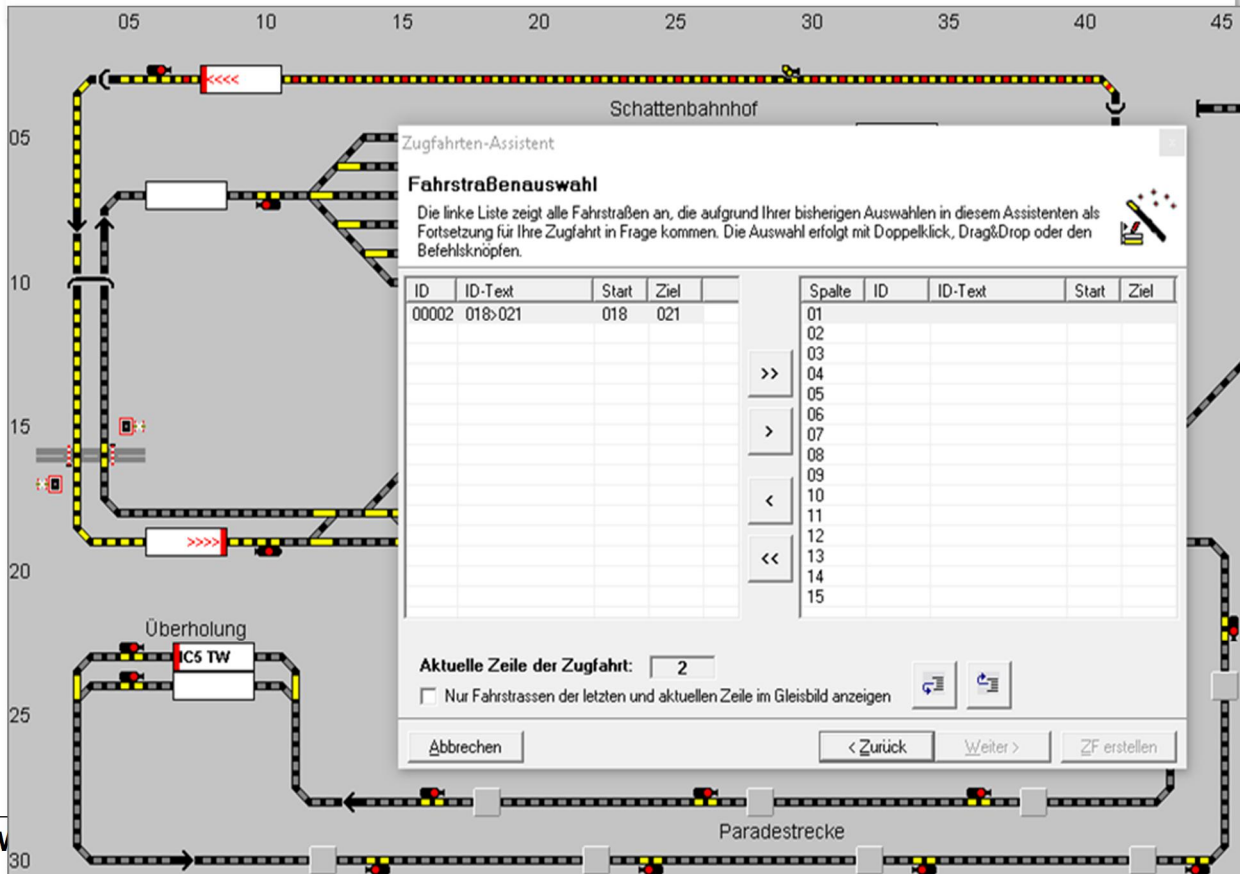 05 10 15 20 25 30 35 40 45
<<<<
Schattenbahnhof
05
Zugfahrten-Assistent
Fahrstraßenauswahl
Die linke Liste zeigt alle Fahrstraßen an, die aufgrund Ihrer bisherigen Auswahlen in diesem Assistenten als
Fortsetzung für Ihre Zugfahrt in Frage kommen. Die Auswahl erfolgt mit Doppelklick, Drag&Drop oder den
Befehlsknöpfen.
10
ID ID-Text Start Ziel
00002 018>021 018 021
Spalte ID ID-Text Start Ziel
01
02
03
04
05
06
07
08
09
10
11
12
13
14
15
>>
>
<
<<
15
>>>>
20
Überholung
IC5 TW
Aktuelle Zeile der Zugfahrt: 2
Nur Fahrstrassen der letzten und aktuellen Zeile im Gleisbild anzeigen
25
Abbrechen < Zurück Weiter > ZF erstellen
Paradestrecke
30